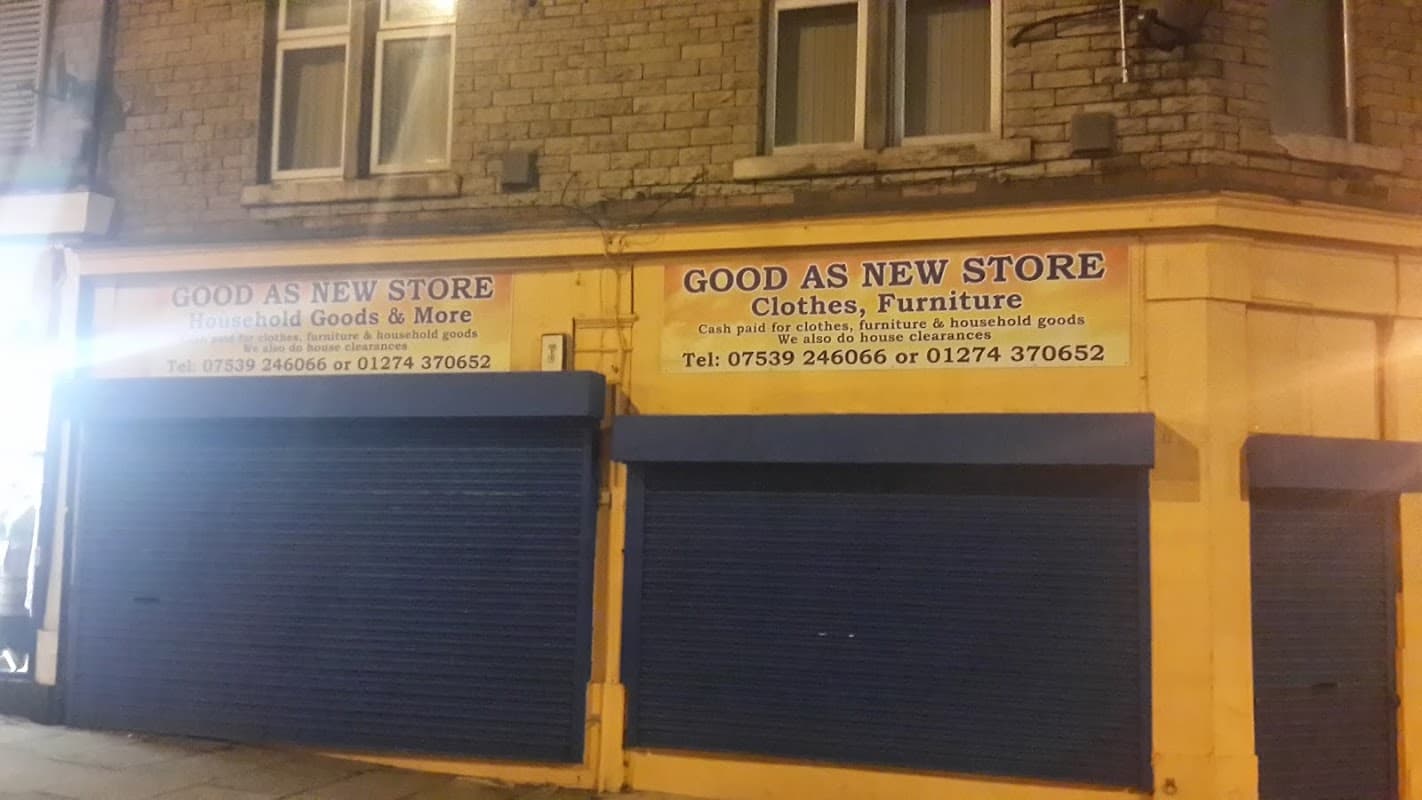 GOOD AS NEW STORE
Household Goods & More
Cash paid for clothes, furniture & household goods
We also do house clearances
Tel: 07539 246066 or 01274 370652
GOOD AS NEW STORE
Clothes, Furniture
Cash paid for clothes, furniture & household goods
We also do house clearances
Tel: 07539 246066 or 01274 370652